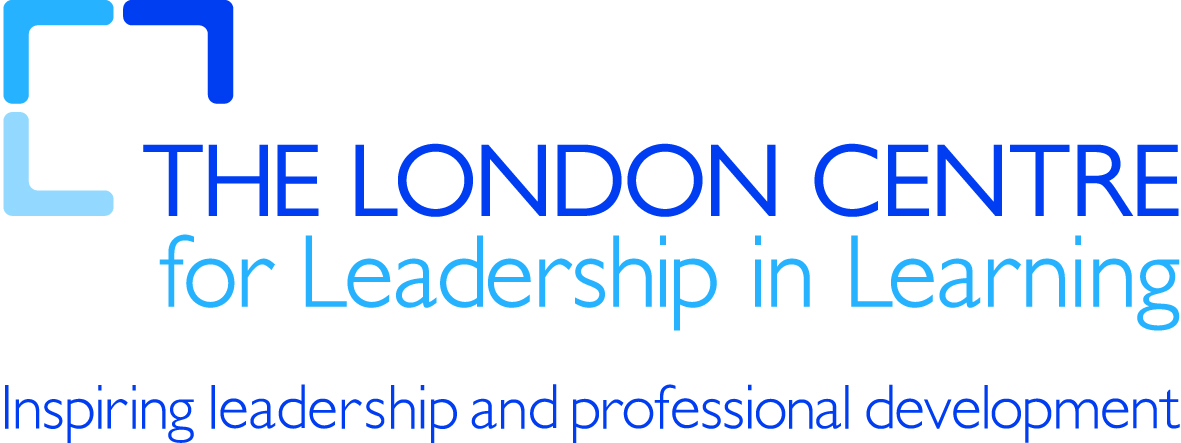 THE LONDON CENTRE
for Leadership in Learning
Inspiring leadership and professional development